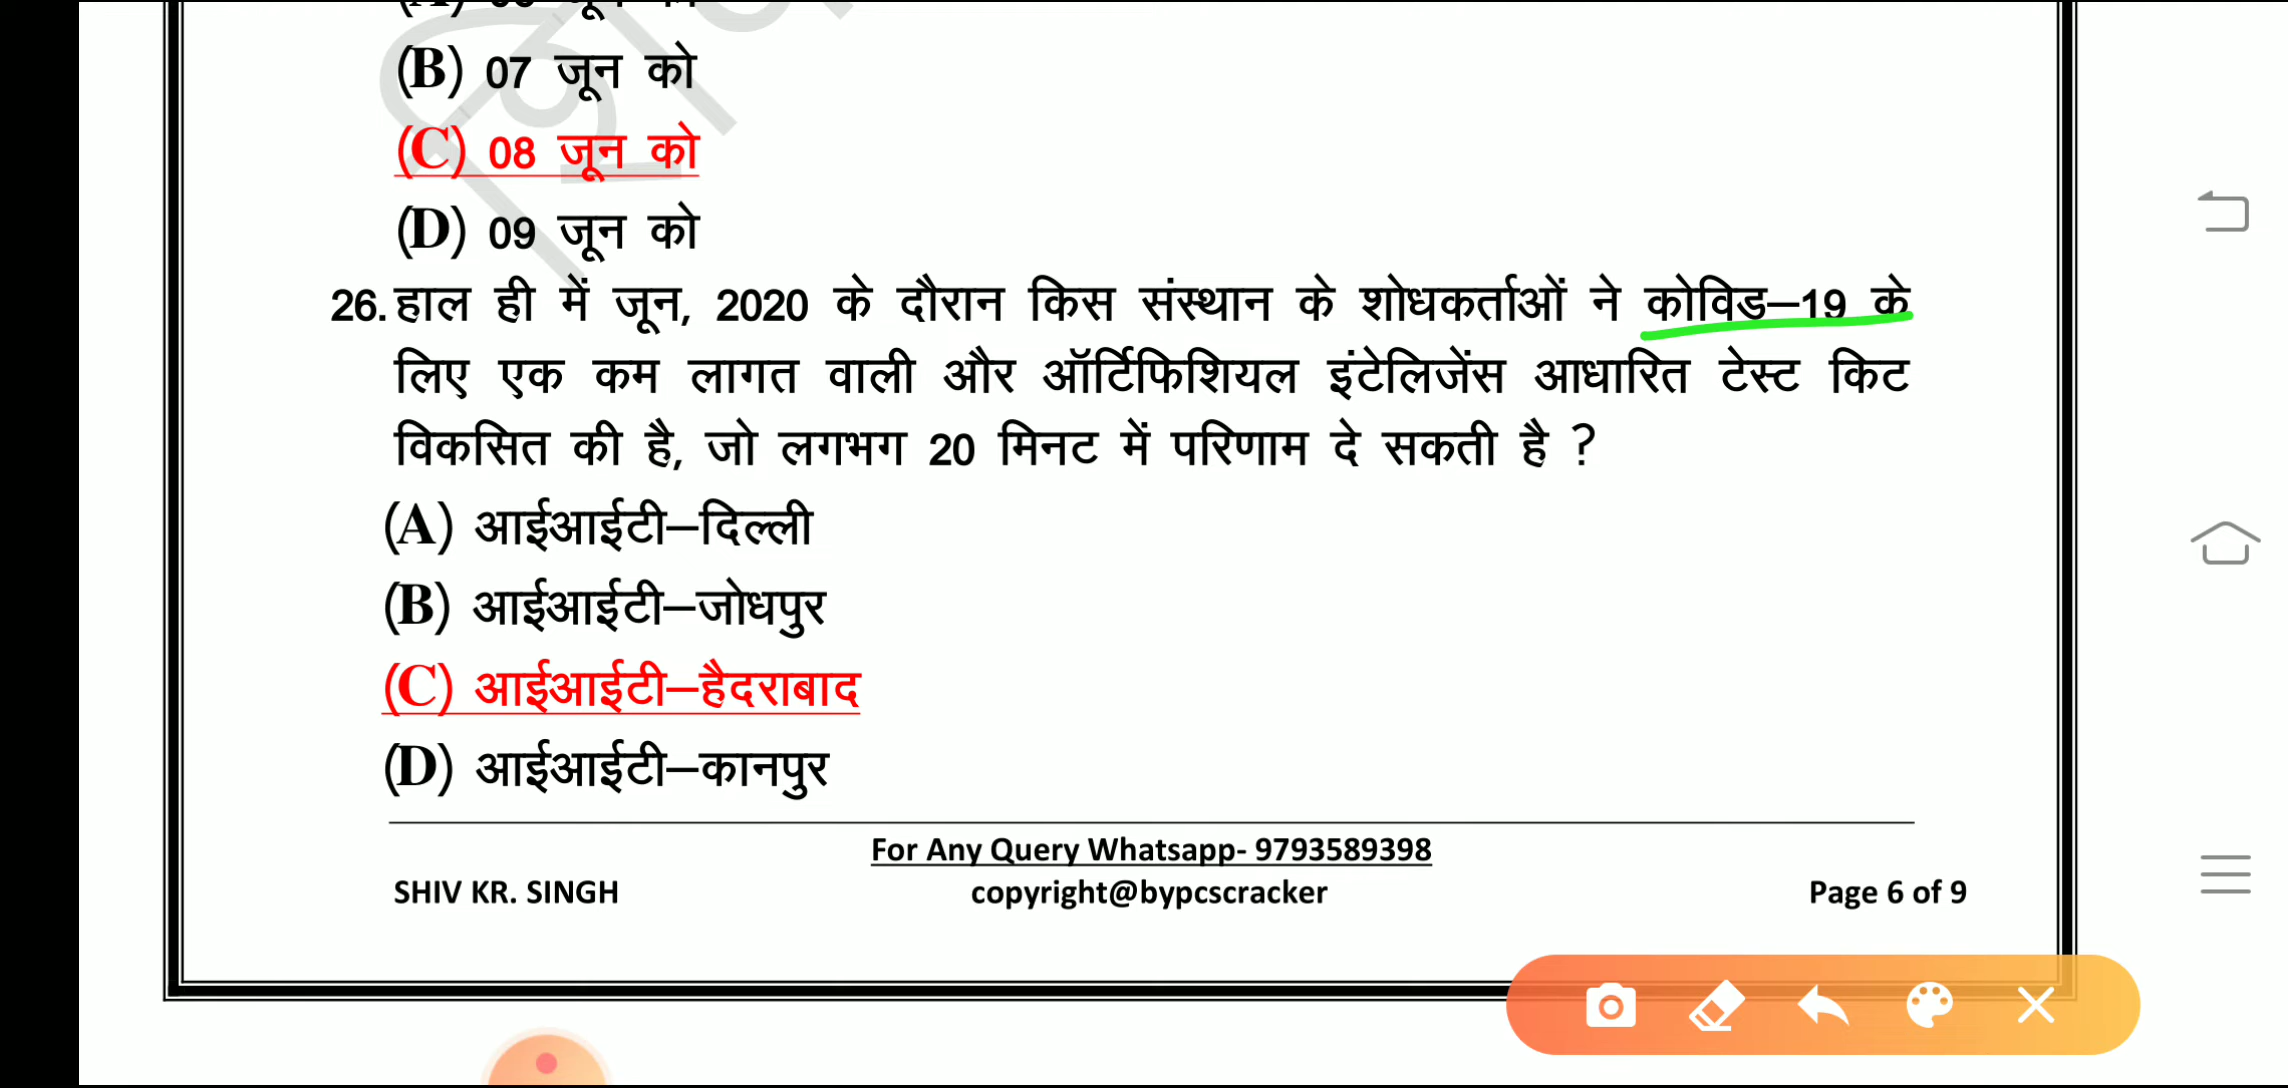 (B) 07 जून को
(C) 08 जून को
(D) 09 जून को
26. हाल ही में जून, 2020 के दौरान किस संस्थान के शोधकर्ताओं ने कोविड–19 के
लिए एक कम लागत वाली और ऑर्टिफिशियल इंटेलिजेंस आधारित टेस्ट किट
विकसित की है, जो लगभग 20 मिनट में परिणाम दे सकती है ?
(A) आईआईटी–दिल्ली
(B) आईआईटी–जोधपुर
(C) आईआईटी–हैदराबाद
(D) आईआईटी–कानपुर
For Any Query Whatsapp- 9793589398
SHIV KR. SINGH copyright@bypcscracker Page 6 of 9